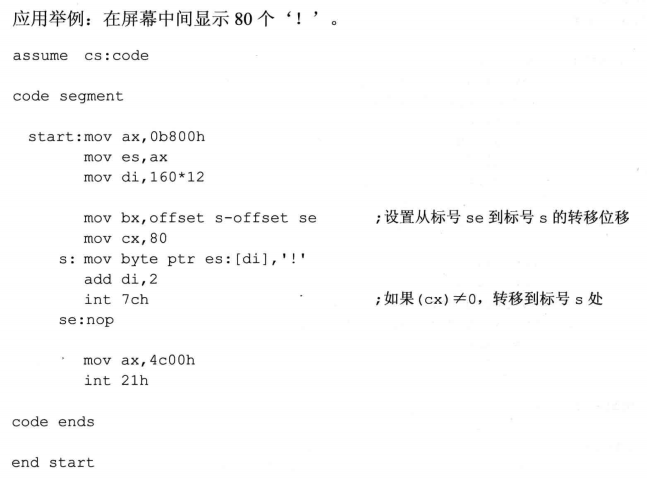 应用举例：在屏幕中间显示 80 个‘！’。
assume cs:code
code segment
start:mov ax,0b800h
mov es,ax
mov di,160*12
mov bx,offset s-offset se ;设置从标号 se 到标号 s 的转移位移
mov cx,80
s: mov byte ptr es:[di],'!'
add di,2
int 7ch ;如果(cx)≠0，转移到标号 s 处
se:nop
mov ax,4c00h
int 21h
code ends
end start